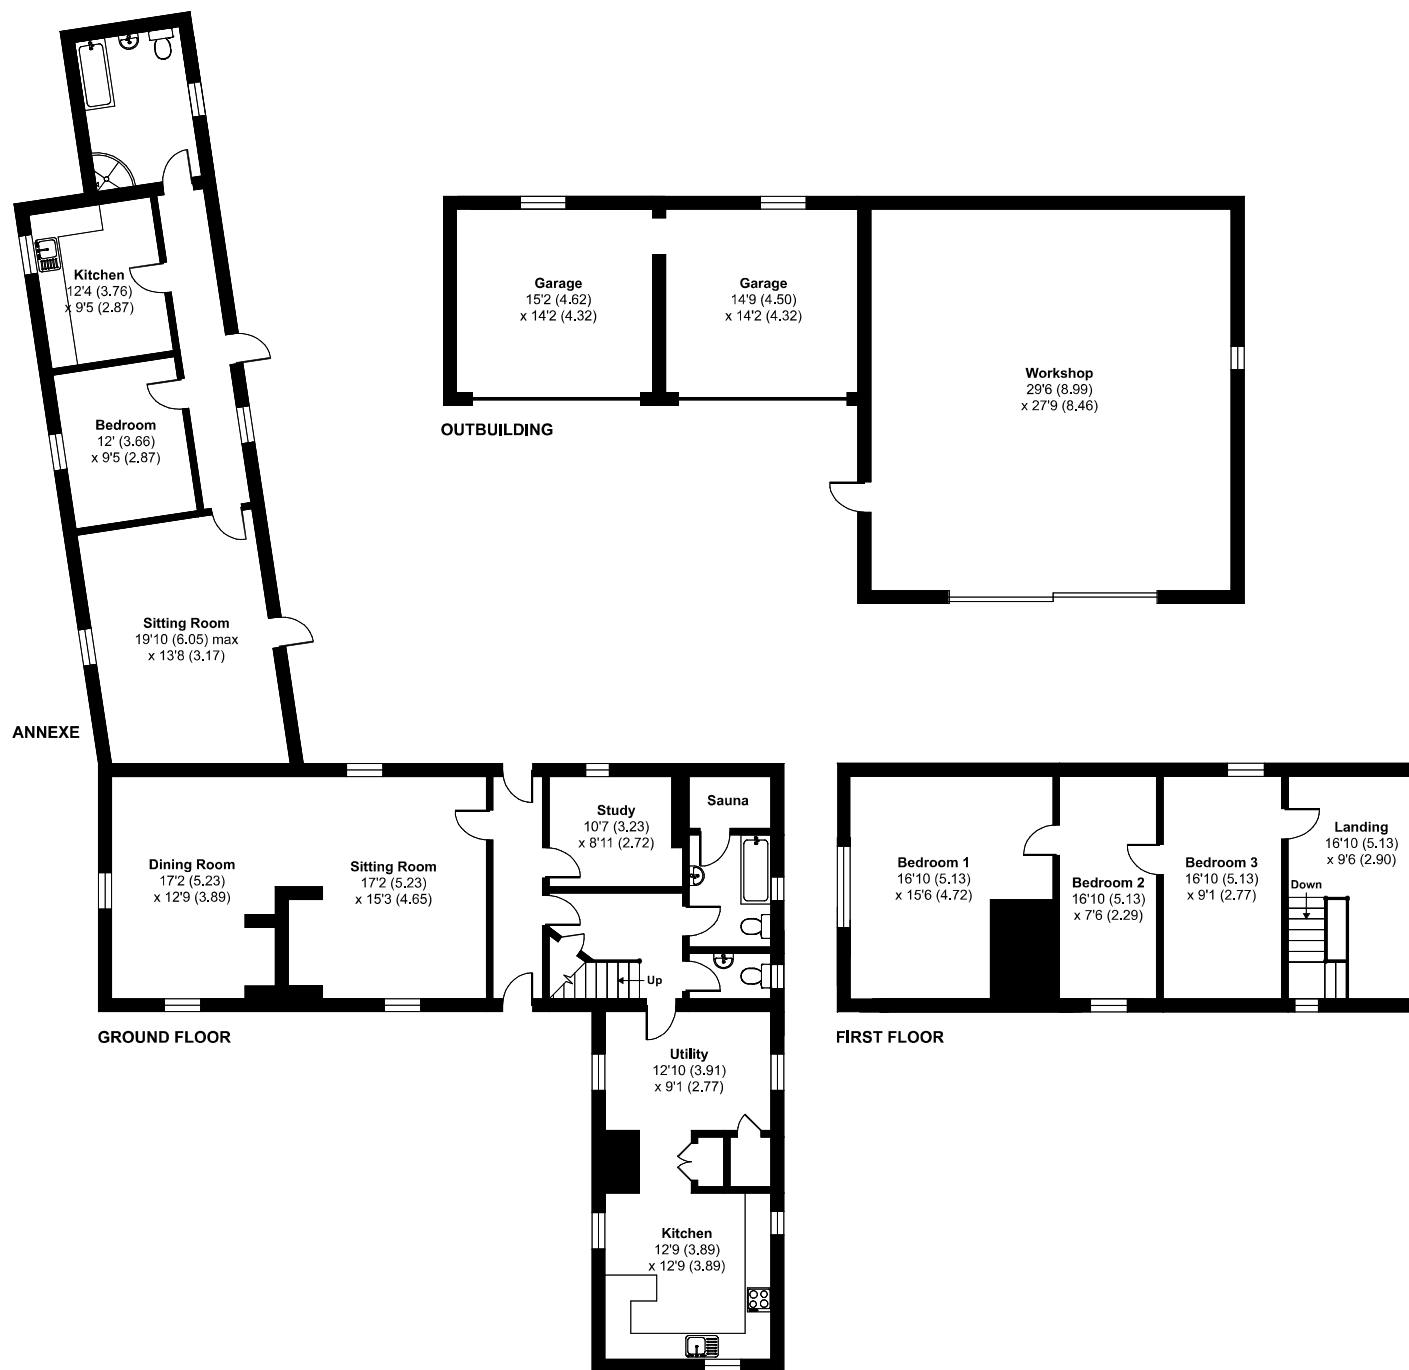 Kitchen
12'4 (3.76)
x 9'5 (2.87)
Bedroom
12' (3.66)
x 9'5 (2.87)
Sitting Room
19'10 (6.05) max
x 13'8 (3.17)
ANNEXE
Garage
15'2 (4.62)
x 14'2 (4.32)
Garage
14'9 (4.50)
x 14'2 (4.32)
Workshop
29'6 (8.99)
x 27'9 (8.46)
OUTBUILDING
Dining Room
17'2 (5.23)
x 12'9 (3.89)
Sitting Room
17'2 (5.23)
x 15'3 (4.65)
Study
10'7 (3.23)
x 8'11 (2.72)
Sauna
Up
GROUND FLOOR
Utility
12'10 (3.91)
x 9'1 (2.77)
Kitchen
12'9 (3.89)
x 12'9 (3.89)
Bedroom 1
16'10 (5.13)
x 15'6 (4.72)
Bedroom 2
16'10 (5.13)
x 7'6 (2.29)
Bedroom 3
16'10 (5.13)
x 9'1 (2.77)
Landing
16'10 (5.13)
x 9'6 (2.90)
Down
FIRST FLOOR